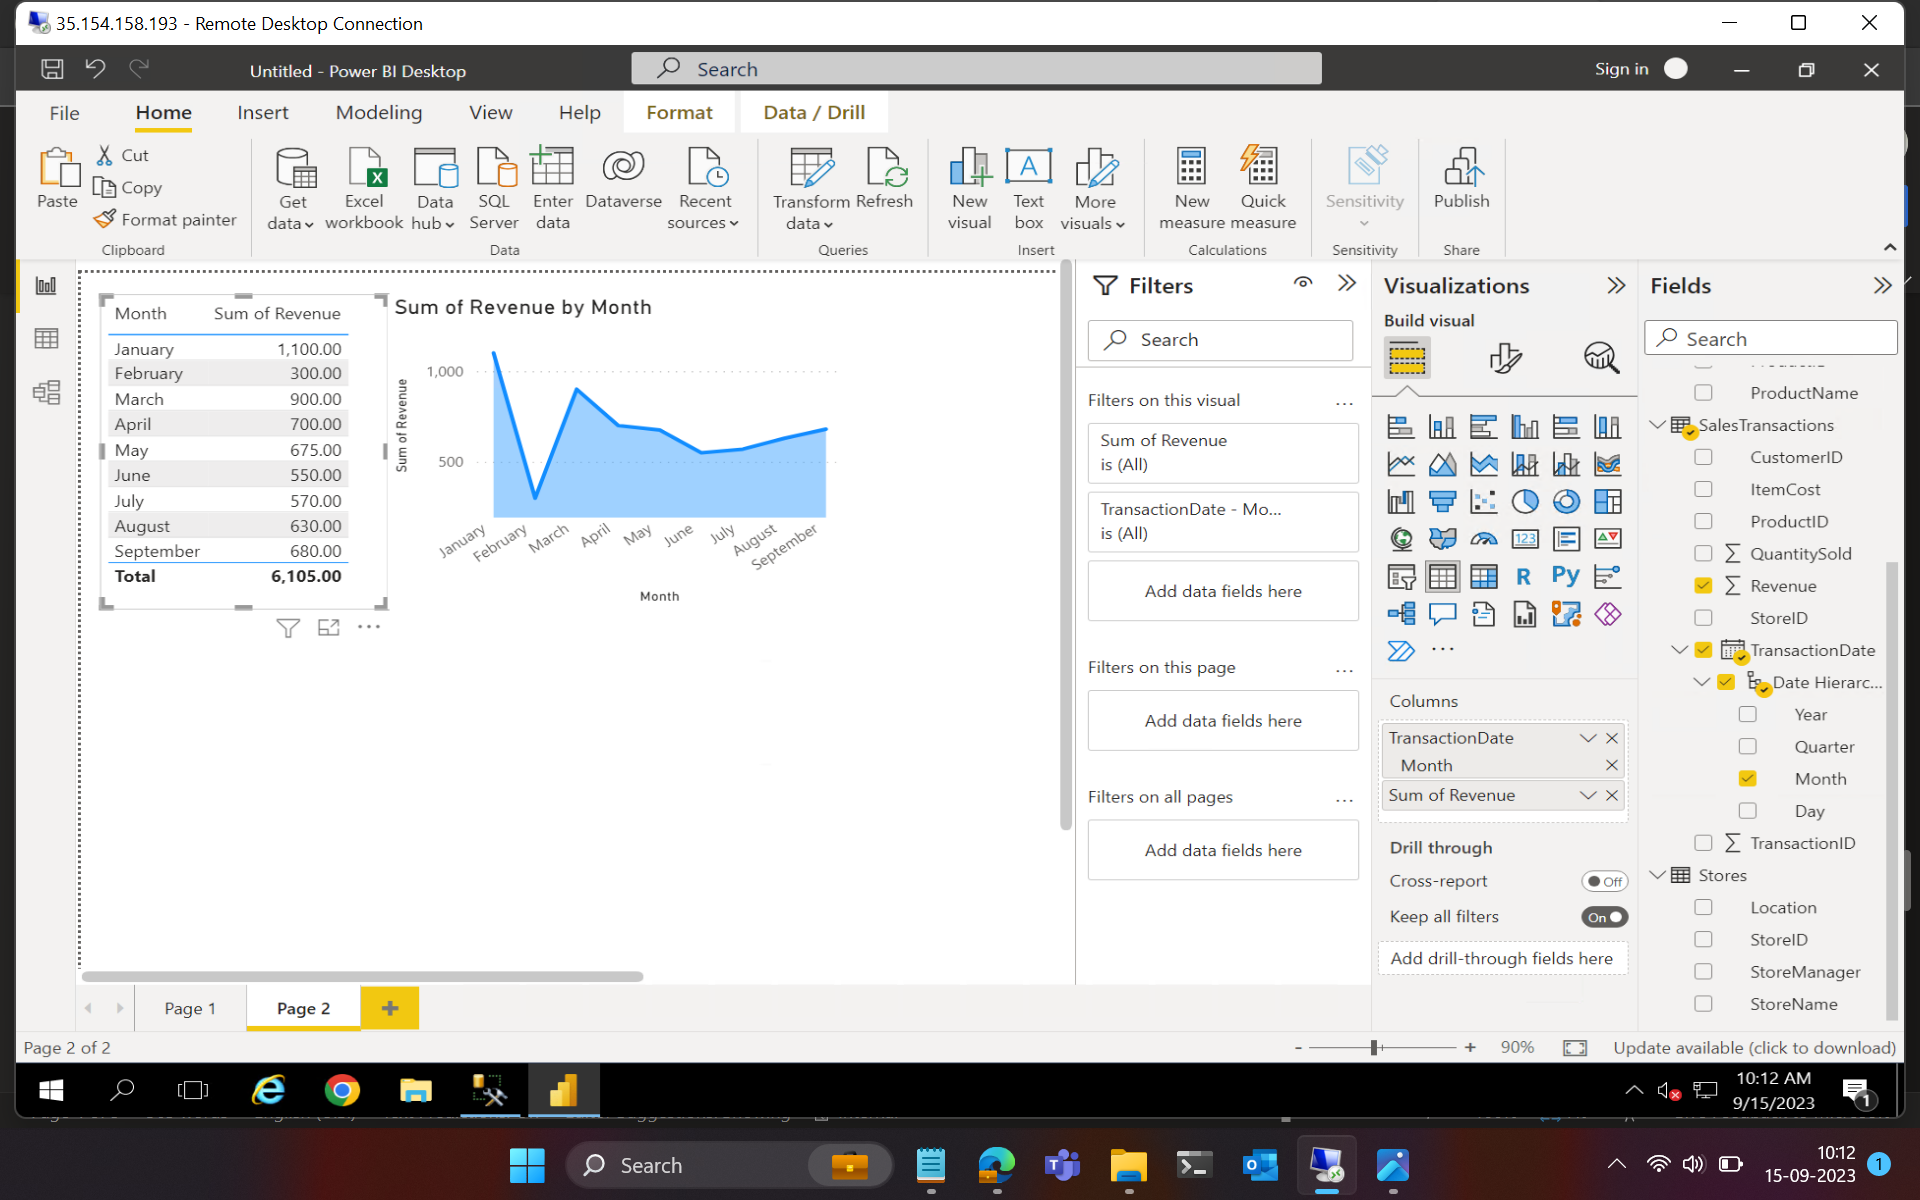 35.154.158.193 - Remote Desktop Connection
Untitled - Power BI Desktop
Search
Sign in
File
Home
Insert
Modeling
View
Help
Format
Data / Drill
Paste
Cut
Copy
Format painter
Clipboard
Get data
Excel workbook
Data hub
SQL Server
Enter data
Dataverse
Recent sources
Data
Transform data
Refresh
Queries
New visual
Text box
More visuals
Insert
New measure
Quick measure
Calculations
Sensitivity
Sensitivity
Publish
Share
Month Sum of Revenue
January 1,100.00
February 300.00
March 900.00
April 700.00
May 675.00
June 550.00
July 570.00
August 630.00
September 680.00
Total 6,105.00
Sum of Revenue by Month
Sum of Revenue
1,000
500
January
February
March
April
May
June
July
August
September
Month
Filters
Search
Filters on this visual
Sum of Revenue
is (All)
TransactionDate - Mo...
is (All)
Add data fields here
Filters on this page
Add data fields here
Filters on all pages
Add data fields here
Visualizations
Build visual
123
R
Py
Columns
TransactionDate
Month
Sum of Revenue
Drill through
Cross-report
Off
Keep all filters
On
Add drill-through fields here
Fields
Search
ProductName
SalesTransactions
CustomerID
ItemCost
ProductID
QuantitySold
Revenue
StoreID
TransactionDate
Date Hierarc...
Year
Quarter
Month
Day
TransactionID
Stores
Location
StoreID
StoreManager
StoreName
Page 1
Page 2
Page 2 of 2
90%
Update available (click to download)
10:12 AM
9/15/2023
1
Search
10:12
15-09-2023
1